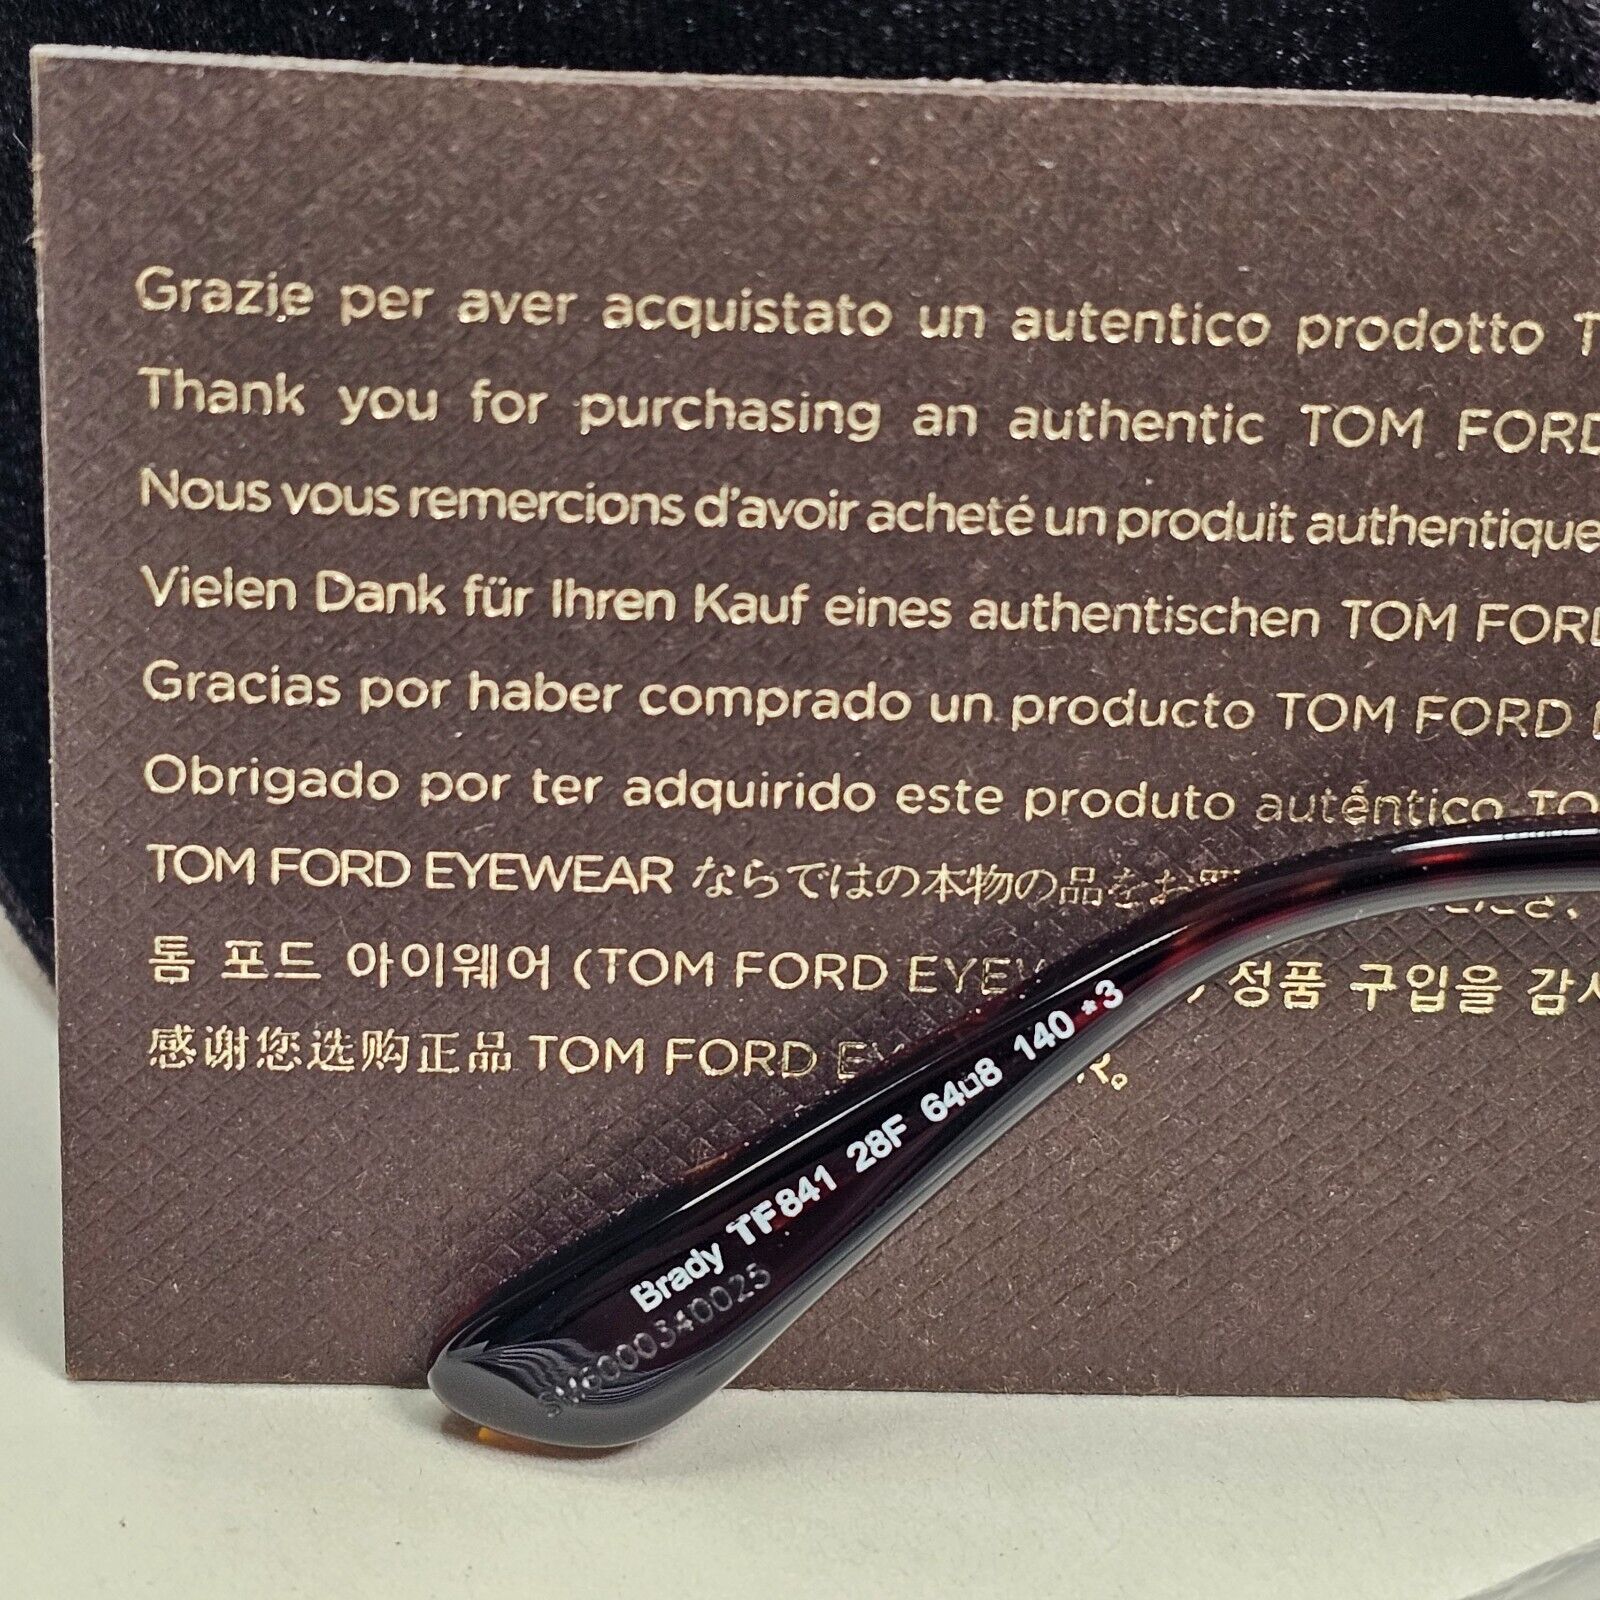 Grazie per aver acquistato un autentico prodotto T
Thank you for purchasing an authentic TOM FORD
Nous vous remercions d'avoir acheté un produit authentique
Vielen Dank für Ihren Kauf eines authentischen TOM FORD
Gracias por haber comprado un producto TOM FORD
Obrigado por ter adquirido este produto autêntico TO
TOM FORD EYEWEAR ならではの本物の品をお
톰 포드 아이웨어 (TOM FORD EYEW ) 정품 구입을 감사
感谢您选购正品 TOM FORD EY R。
Brady TF841 28F 64□8 140 *3